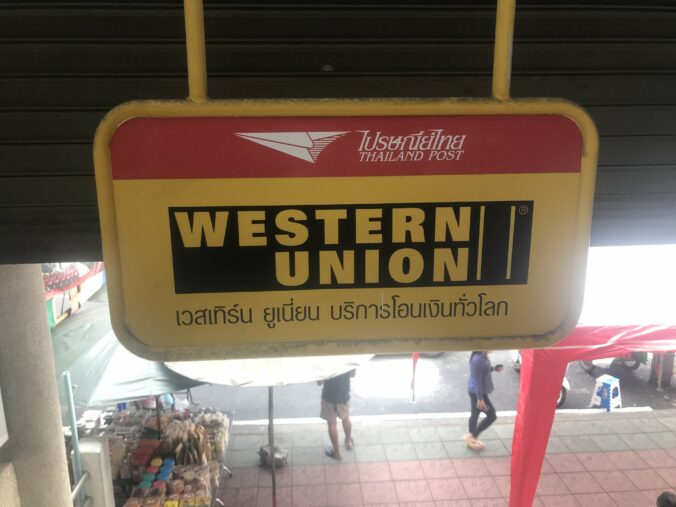 ไปรษณีย์ไทย
THAILAND POST
WESTERN
UNION ®
เวสเทิร์น ยูเนี่ยน บริการโอนเงินทั่วโลก